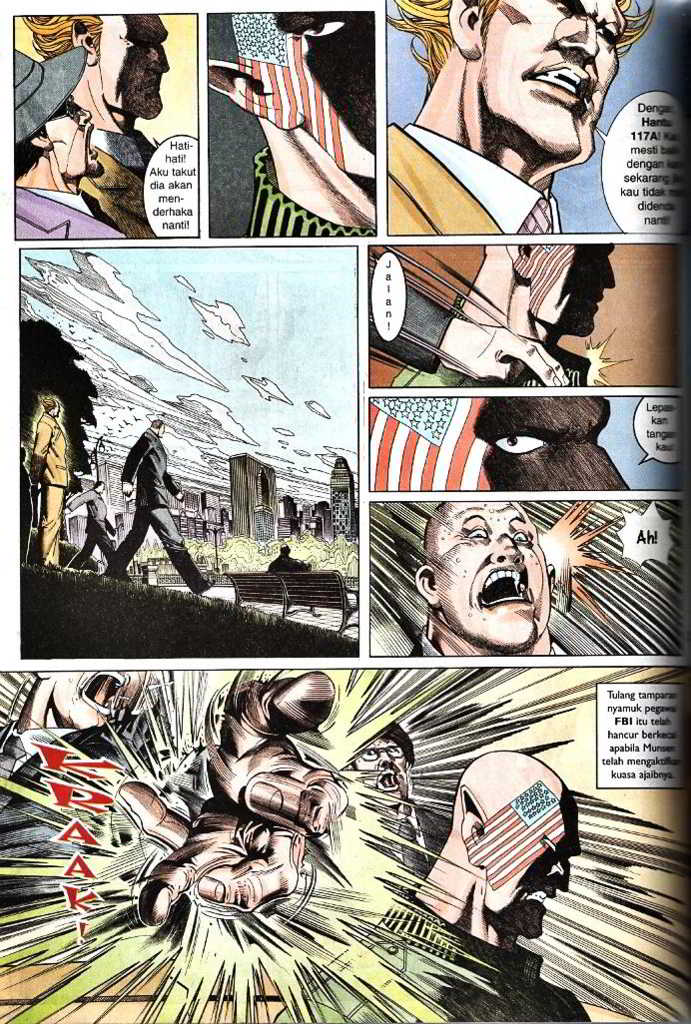 Hati-
hati!
Aku takut
dia akan
men-
derhaka
nanti!
Dengan
Hantu
117A!
mesti
dengan
sekarang
kau tidak
didenda
nanti!
J
a
l
a
n
!
Lepas-
kan
tangan
kau!
Ah!
KRAAK!
Tulang tamparan
nyamuk pegawai
FBI itu telah
hancur berkecai
apabila Munsen
telah mengaktifkan
kuasa ajaibnya.